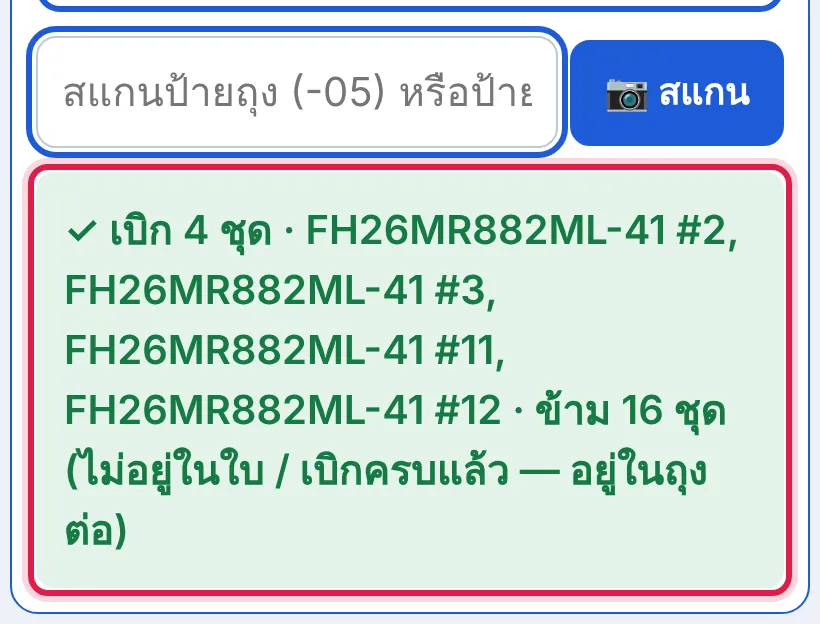 สแกนป้ายถุง (-05) หรือป้าย
📷 สแกน
✓ เบิก 4 ชุด · FH26MR882ML-41 #2,
FH26MR882ML-41 #3,
FH26MR882ML-41 #11,
FH26MR882ML-41 #12 · ข้าม 16 ชุด
(ไม่อยู่ในใบ / เบิกครบแล้ว — อยู่ในถุง
ต่อ)